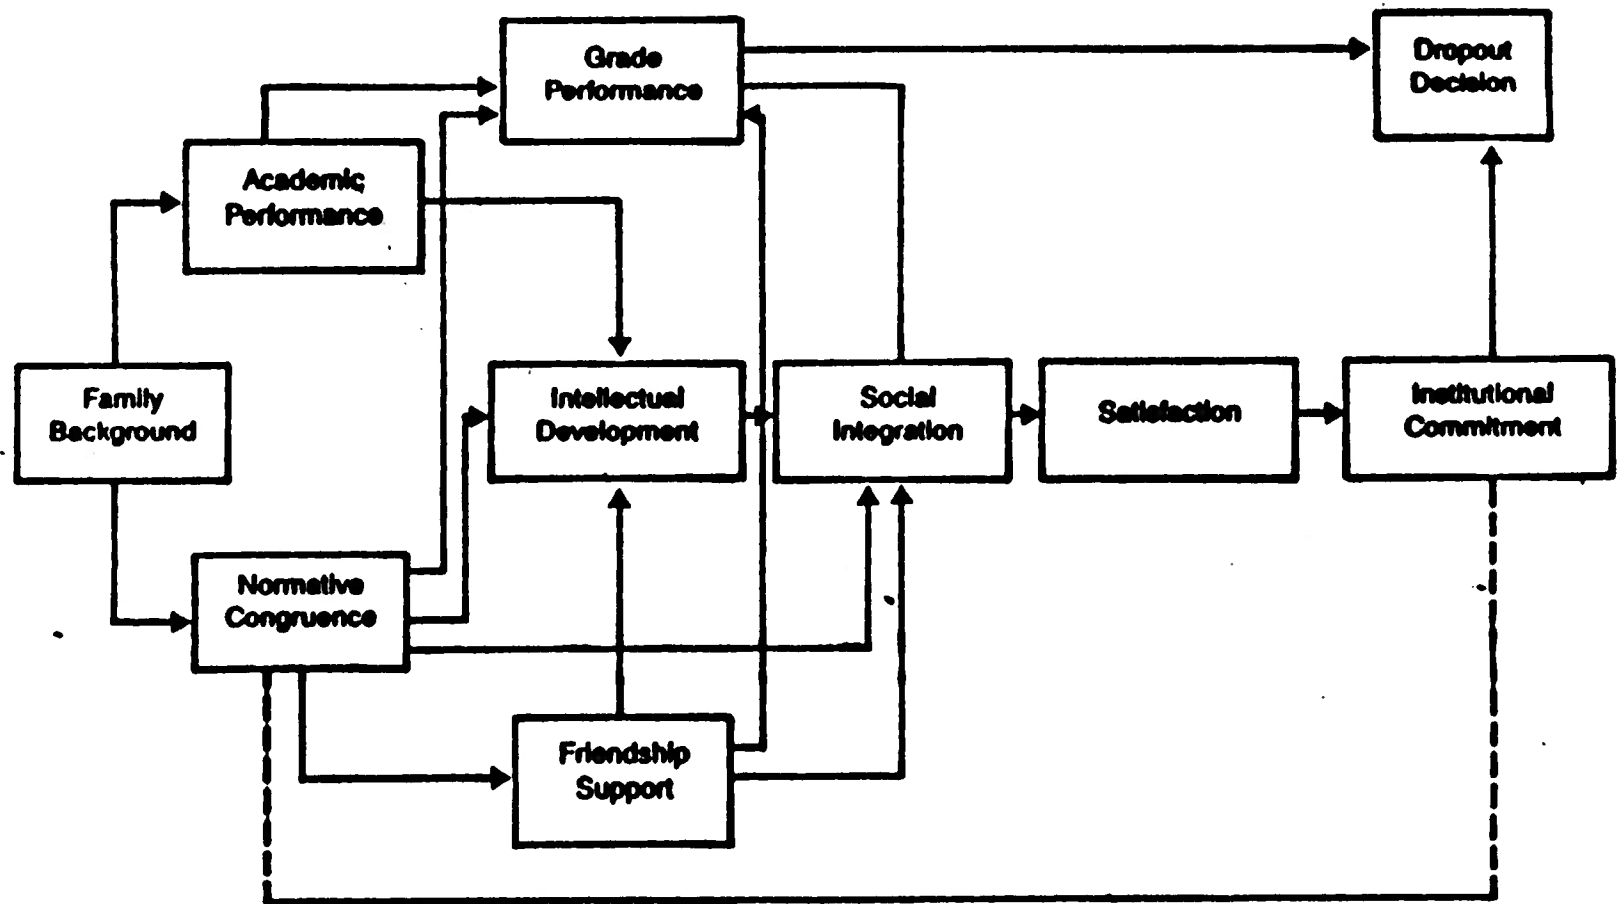 Grade
Performance
Dropout
Decision
Academic
Performance
Family
Background
Intellectual
Development
Social
Integration
Satisfaction
Institutional
Commitment
Normative
Congruence
Friendship
Support